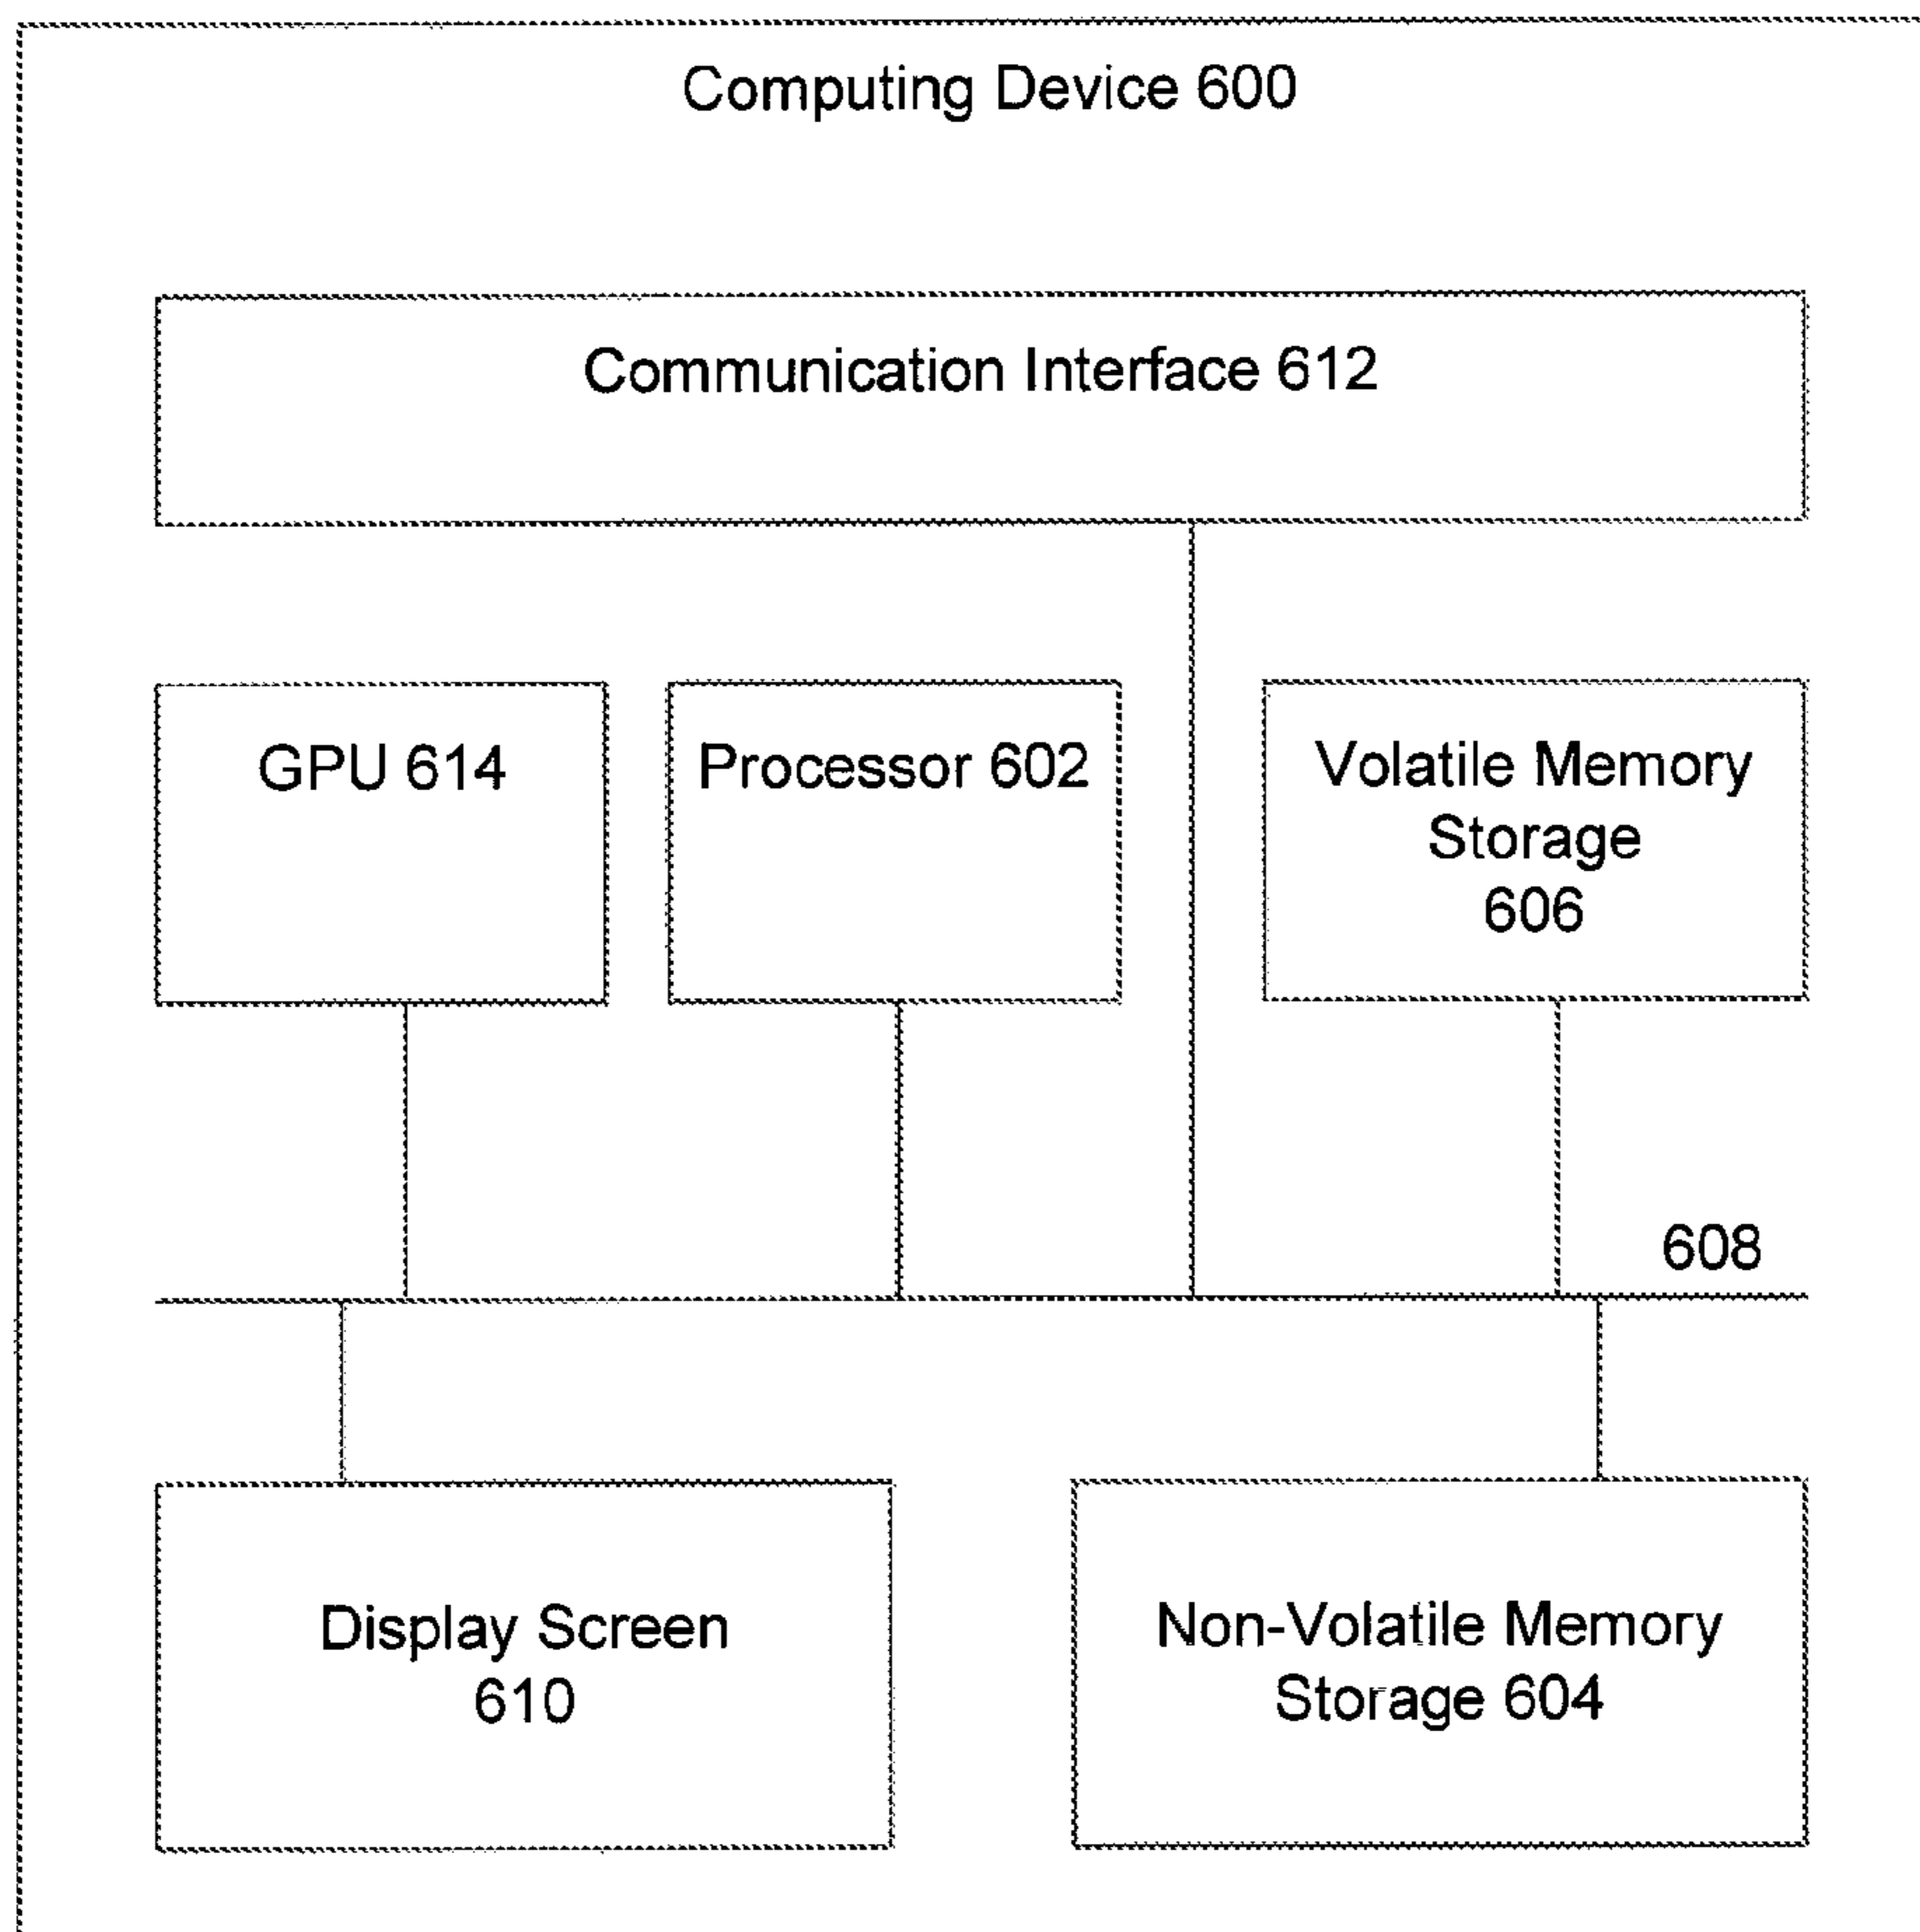 Computing Device 600
Communication Interface 612
GPU 614
Processor 602
Volatile Memory
Storage
606
608
Display Screen
610
Non-Volatile Memory
Storage 604